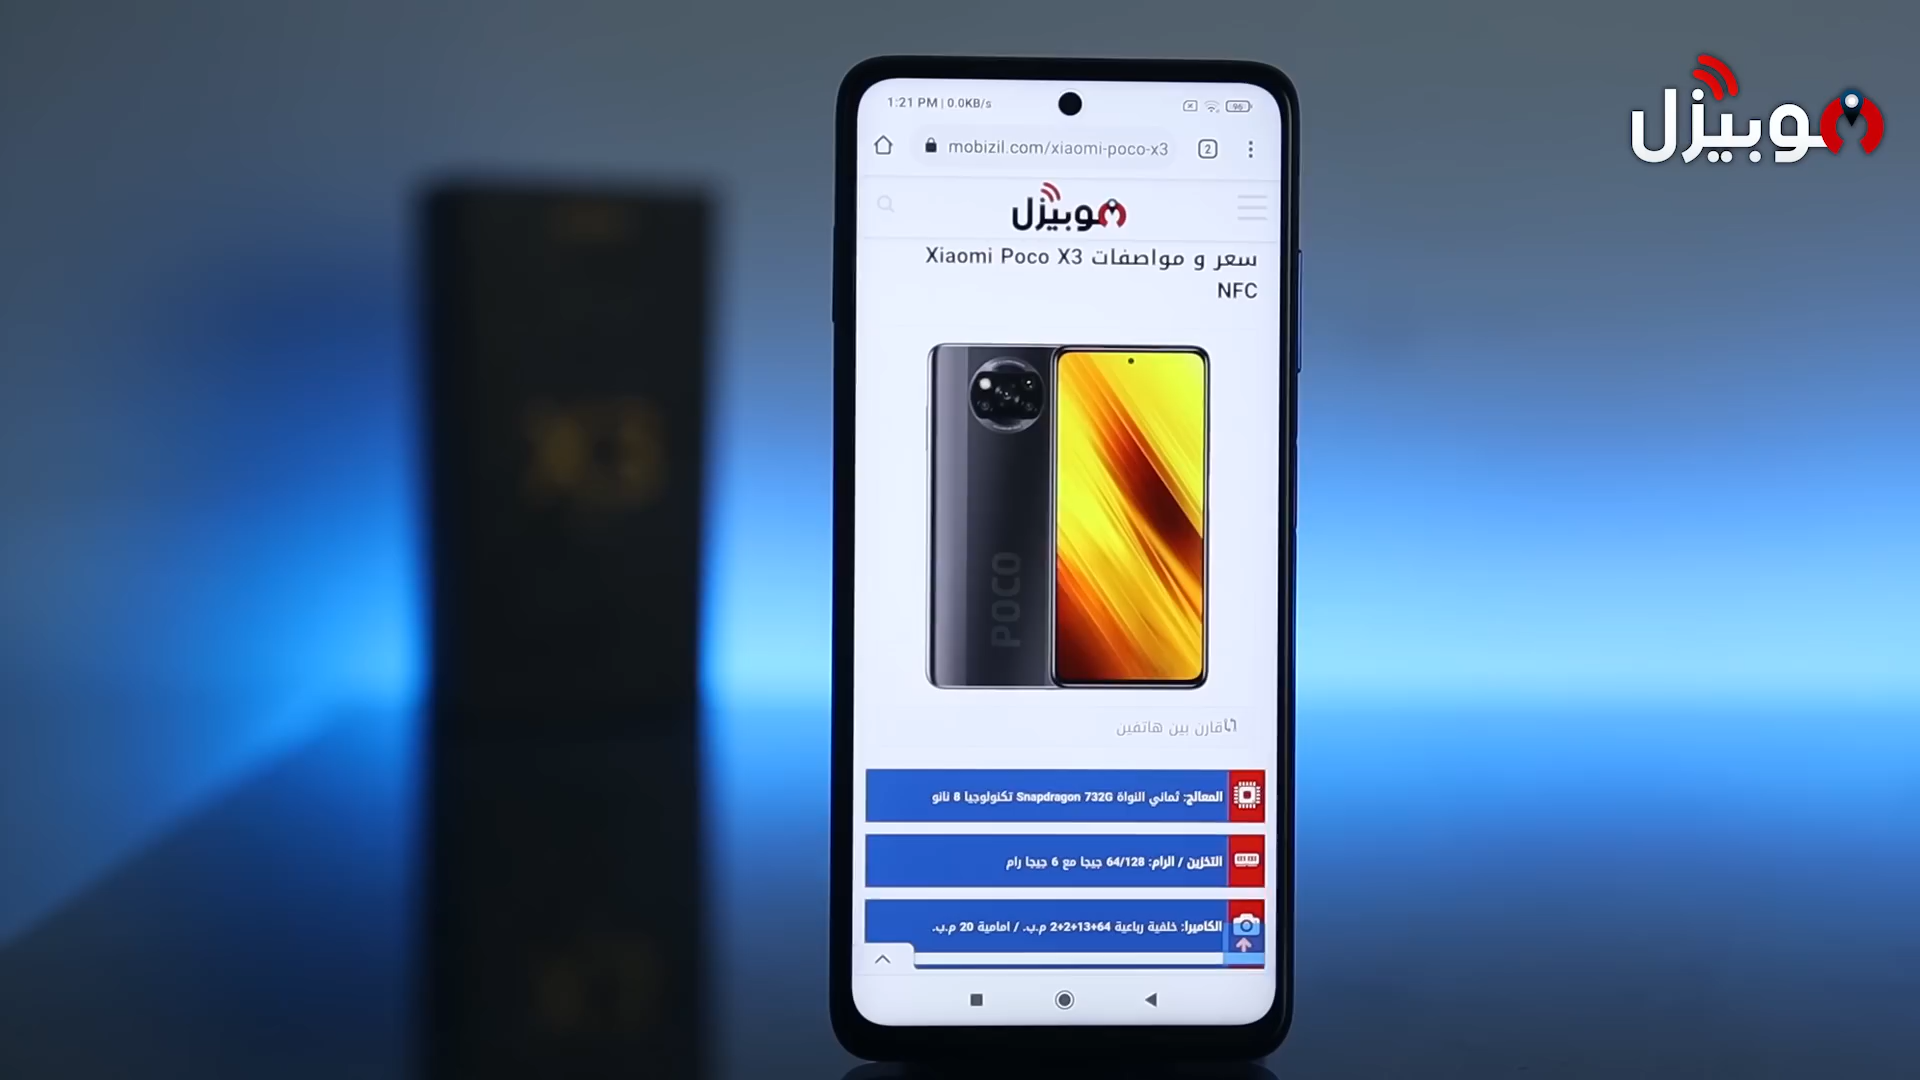 موبيزل
1:21 PM | 0.0KB/s
96
mobizil.com/xiaomi-poco-x3
2
موبيزل
سعر و مواصفات Xiaomi Poco X3
NFC
POCO
قارن بين هاتفين
المعالج: ثماني النواة Snapdragon 732G تكنولوجيا 8 نانو
التخزين / الرام: 64/128 جيجا مع 6 جيجا رام
الكاميرا: خلفية رباعية 64+13+2+2 م.ب. / امامية 20 م.ب.
X3